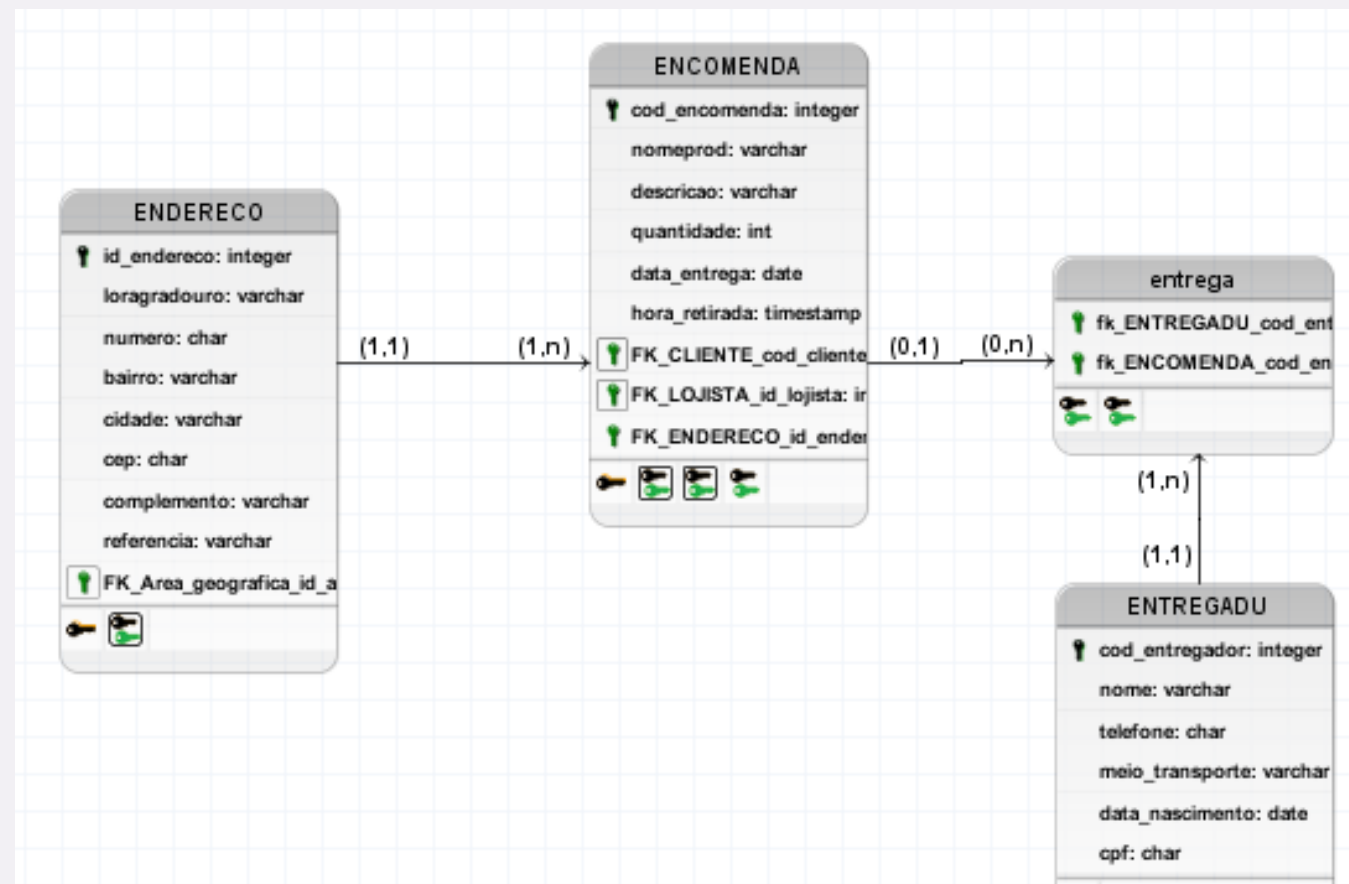 ENDERECO
id_endereco: integer
loragradouro: varchar
numero: char
bairro: varchar
cidade: varchar
cep: char
complemento: varchar
referencia: varchar
FK_Area_geografica_id_a
(1,1)
(1,n)
ENCOMENDA
cod_encomenda: integer
nomeprod: varchar
descricao: varchar
quantidade: int
data_entrega: date
hora_retirada: timestamp
FK_CLIENTE_cod_cliente
FK_LOJISTA_id_lojista: ir
FK_ENDERECO_id_ender
(0,1)
(0,n)
entrega
fk_ENTREGADU_cod_ent
fk_ENCOMENDA_cod_en
(1,n)
(1,1)
ENTREGADU
cod_entregador: integer
nome: varchar
telefone: char
meio_transporte: varchar
data_nascimento: date
cpf: char